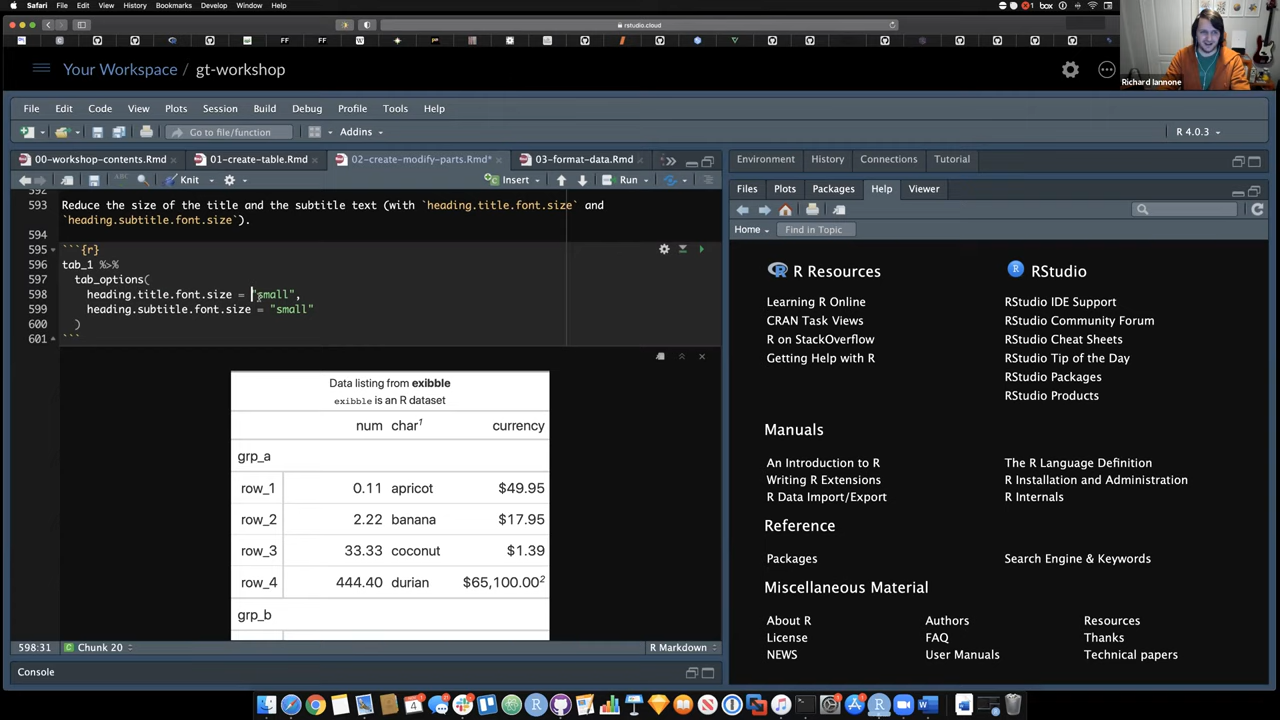 Safari File Edit View History Bookmarks Develop Window Help
rstudio.cloud
Richard Iannone
Your Workspace / gt-workshop
File Edit Code View Plots Session Build Debug Profile Tools Help
Go to file/function Addins R 4.0.3
00-workshop-contents.Rmd 01-create-table.Rmd 02-create-modify-parts.Rmd* 03-format-data.Rmd
Knit Insert Run
592
593 Reduce the size of the title and the subtitle text (with `heading.title.font.size` and
`heading.subtitle.font.size`).
594
595 ```{r}
596 tab_1 %>%
597 tab_options(
598 heading.title.font.size = "small",
599 heading.subtitle.font.size = "small"
600 )
601 ```
Data listing from exibble
exibble is an R dataset
num char1 currency
grp_a
row_1 0.11 apricot $49.95
row_2 2.22 banana $17.95
row_3 33.33 coconut $1.39
row_4 444.40 durian $65,100.002
grp_b
598:31 Chunk 20 R Markdown
Console
Environment History Connections Tutorial
Files Plots Packages Help Viewer
Home Find in Topic
R Resources
Learning R Online
CRAN Task Views
R on StackOverflow
Getting Help with R
RStudio
RStudio IDE Support
RStudio Community Forum
RStudio Cheat Sheets
RStudio Tip of the Day
RStudio Packages
RStudio Products
Manuals
An Introduction to R The R Language Definition
Writing R Extensions R Installation and Administration
R Data Import/Export R Internals
Reference
Packages Search Engine & Keywords
Miscellaneous Material
About R Authors Resources
License FAQ Thanks
NEWS User Manuals Technical papers